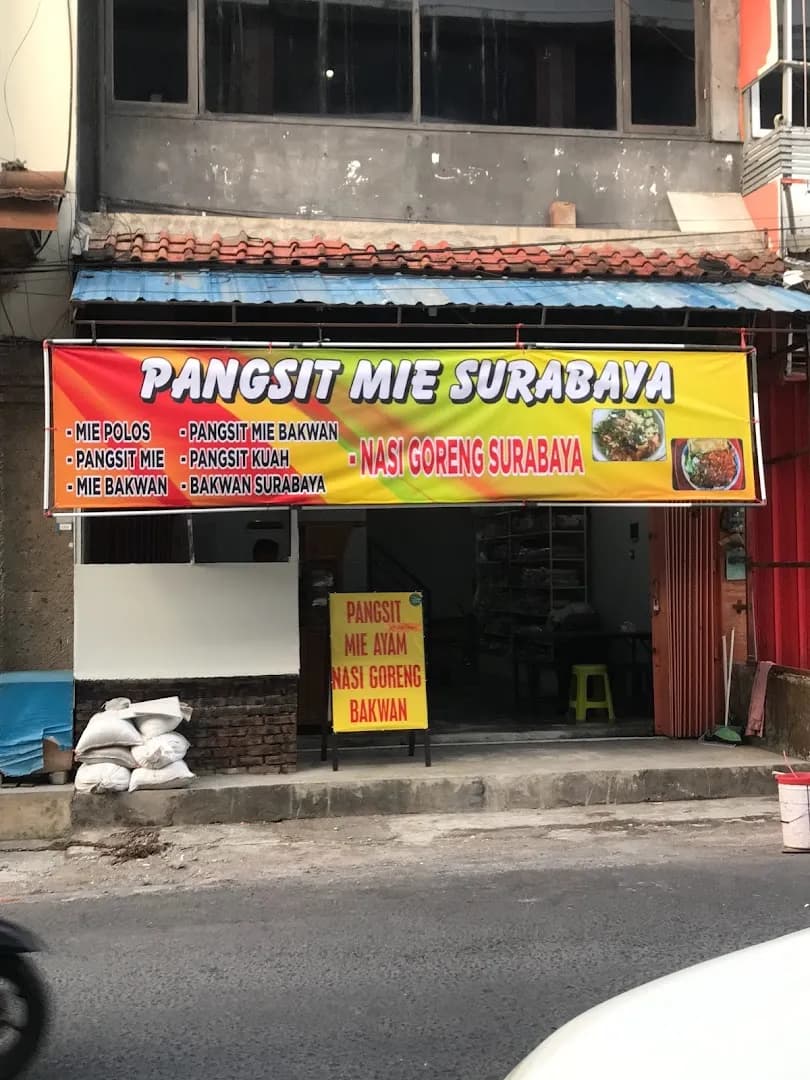 PANGSIT MIE SURABAYA
- MIE POLOS
- PANGSIT MIE
- MIE BAKWAN
- PANGSIT MIE BAKWAN
- PANGSIT KUAH
- BAKWAN SURABAYA
- NASI GORENG SURABAYA
PANGSIT
MIE AYAM
NASI GORENG
BAKWAN